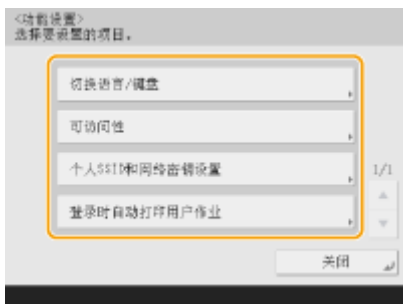 <功能设置>
选择要设置的项目。
切换语言/键盘
可访问性
个人SSID和网络密钥设置
1/1
登录时自动打印用户作业
关闭